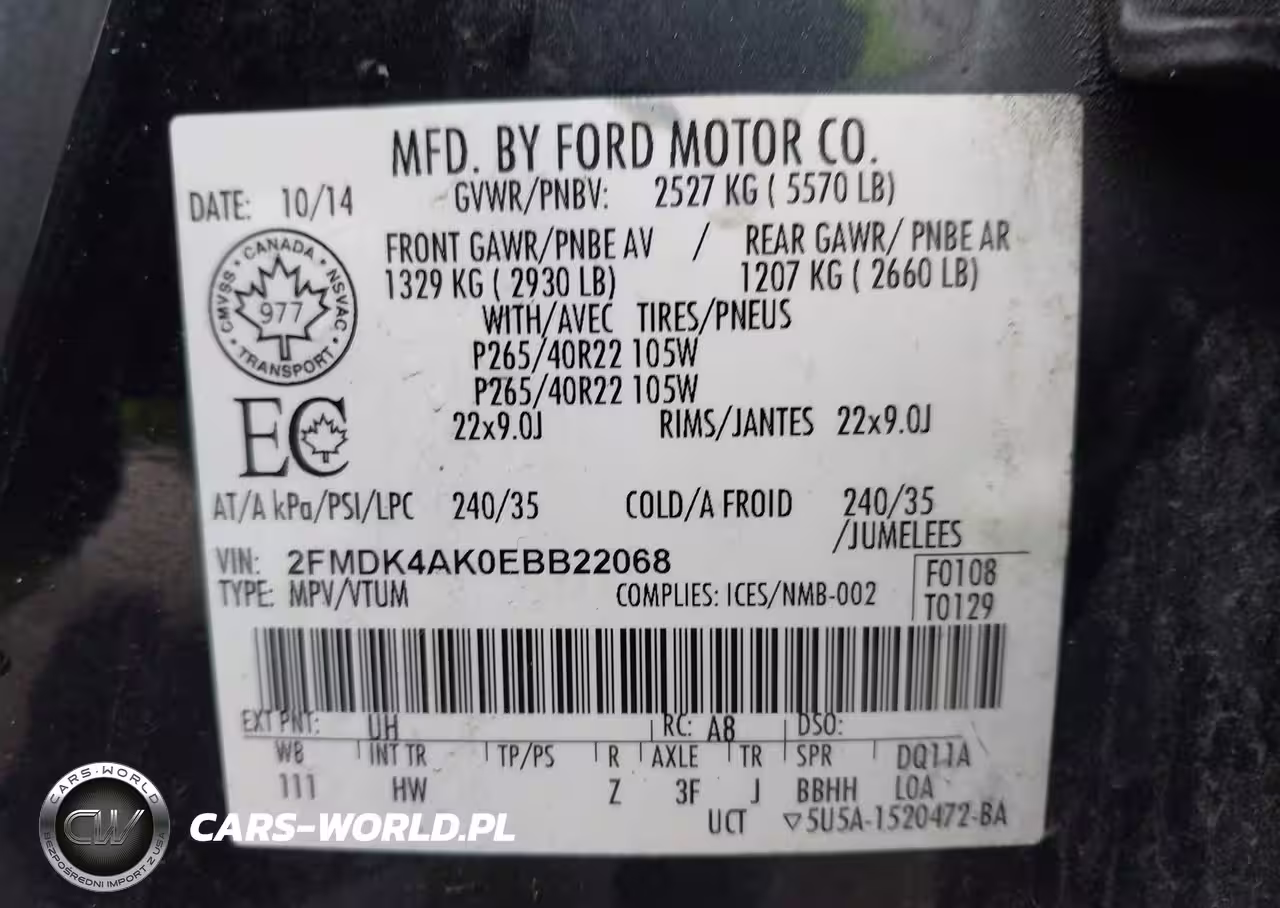 MFD. BY FORD MOTOR CO.
DATE: 10/14 GVWR/PNBV: 2527 KG ( 5570 LB)
FRONT GAWR/PNBE AV / REAR GAWR/ PNBE AR
1329 KG ( 2930 LB) 1207 KG ( 2660 LB)
CANADA • NSVAC • TRANSPORT • CMVSS •
977
WITH/AVEC TIRES/PNEUS
P265/40R22 105W
P265/40R22 105W
EC
22x9.0J RIMS/JANTES 22x9.0J
AT/A kPa/PSI/LPC 240/35 COLD/A FROID 240/35
/JUMELEES
VIN: 2FMDK4AK0EBB22068
TYPE: MPV/VTUM COMPLIES: ICES/NMB-002
F0108
T0129
EXT PNT: UH RC: A8 DSO:
WB INT TR TP/PS R AXLE TR SPR DQ11A
111 HW Z 3F J BBHH LOA
UCT ▽5U5A-1520472-BA
CARS-WORLD
CW
BEZPOŚREDNI IMPORT Z USA
CARS-WORLD.PL